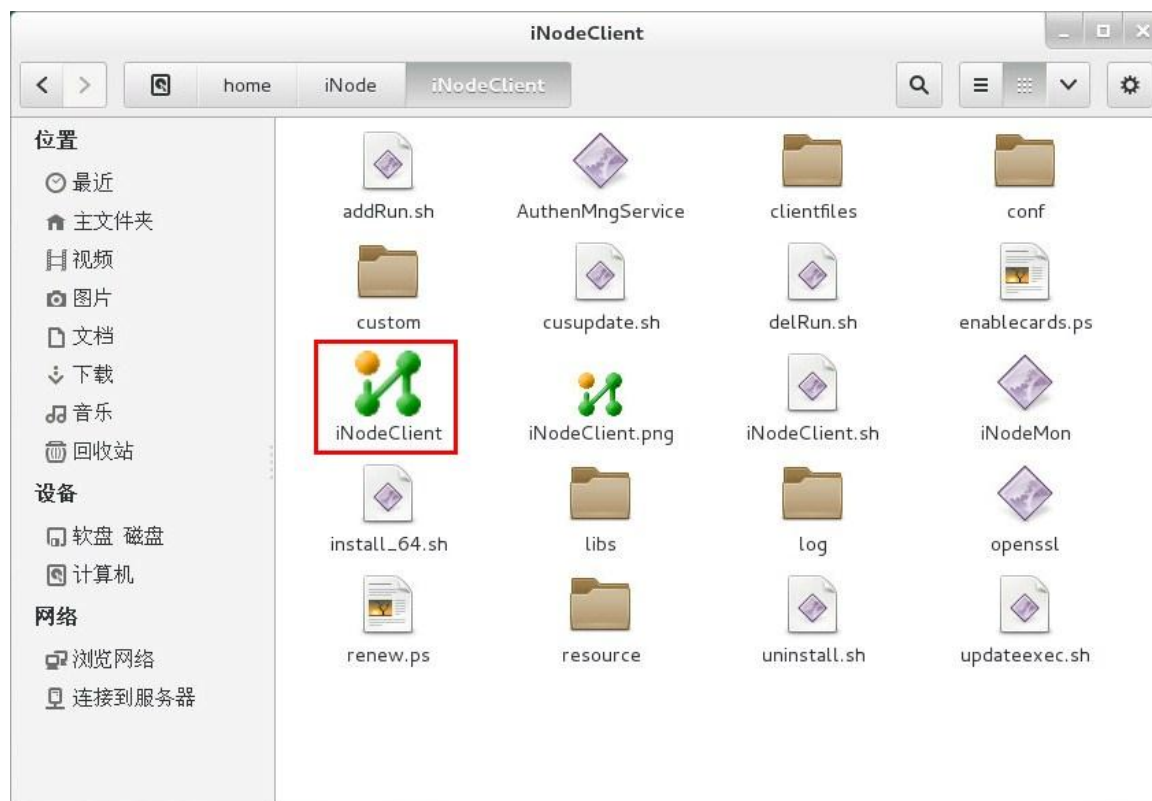 iNodeClient
home iNode iNodeClient
位置
最近
主文件夹
视频
图片
文档
下载
音乐
回收站
设备
软盘 磁盘
计算机
网络
浏览网络
连接到服务器
addRun.sh AuthenMngService clientfiles conf
custom cusupdate.sh delRun.sh enablecards.ps
iNodeClient iNodeClient.png iNodeClient.sh iNodeMon
install_64.sh libs log openssl
renew.ps resource uninstall.sh updateexec.sh